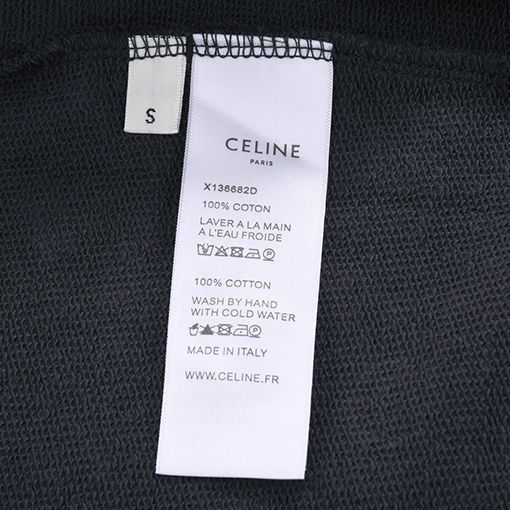 S
CELINE
PARIS
X136682D
100% COTON
LAVER A LA MAIN
A L'EAU FROIDE
100% COTTON
WASH BY HAND
WITH COLD WATER
MADE IN ITALY
WWW.CELINE.FR